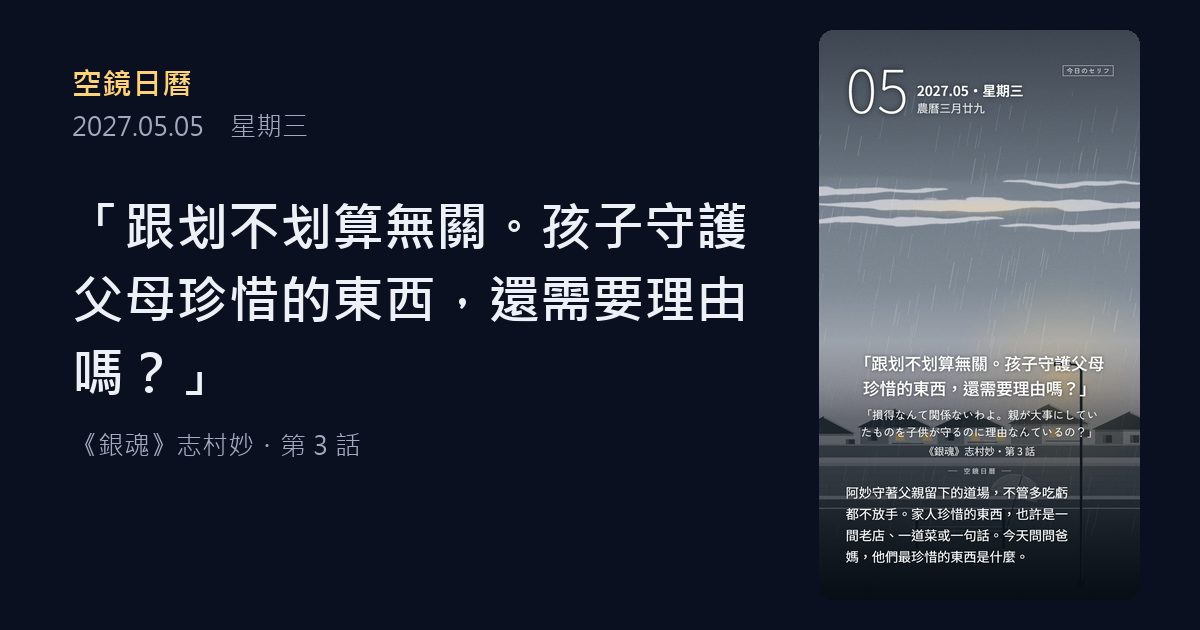 空鏡日曆
2027.05.05 星期三
「跟划不划算無關。孩子守護
父母珍惜的東西，還需要理由
嗎？」
《銀魂》志村妙・第 3 話
今日のセリフ
05
2027.05・星期三
農曆三月廿九
「跟划不划算無關。孩子守護父母
珍惜的東西，還需要理由嗎？」
「損得なんて関係ないわよ。親が大事にしてい
たものを子供が守るのに理由なんているの？」
《銀魂》志村妙・第 3 話
— 空鏡日曆 —
阿妙守著父親留下的道場，不管多吃虧
都不放手。家人珍惜的東西，也許是一
間老店、一道菜或一句話。今天問問爸
媽，他們最珍惜的東西是什麼。